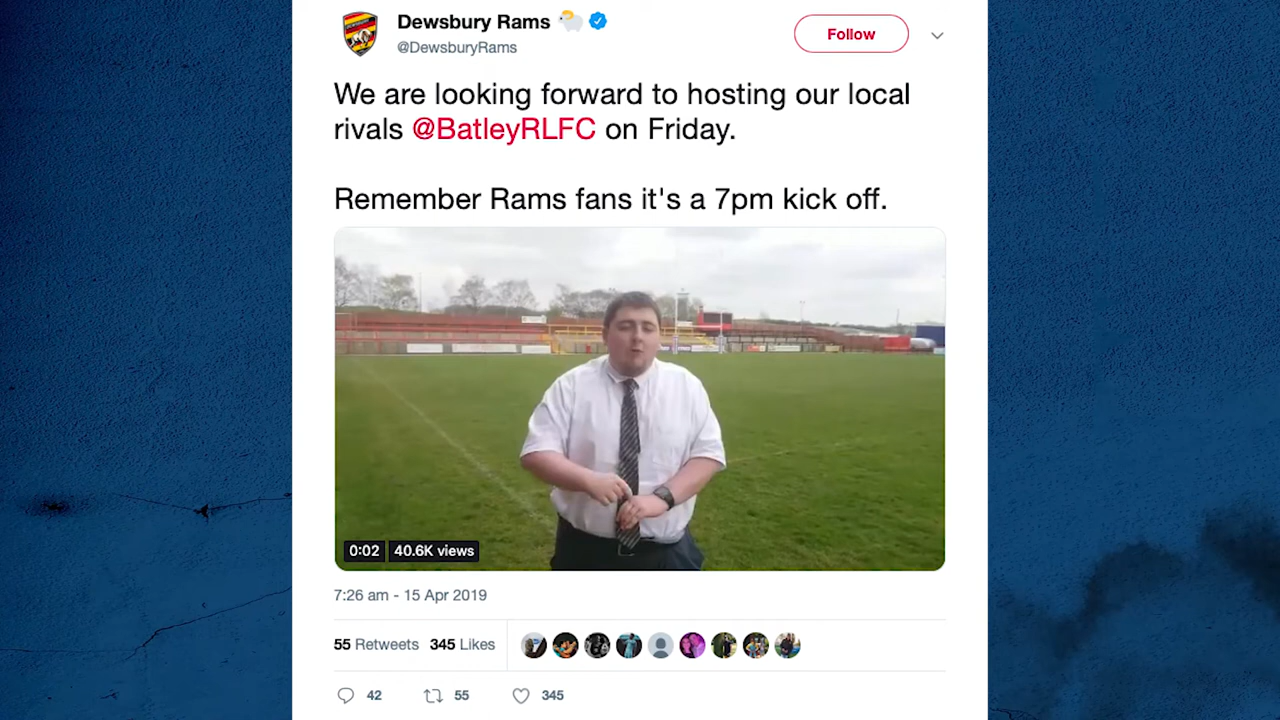 Dewsbury Rams
@DewsburyRams
Follow
We are looking forward to hosting our local
rivals @BatleyRLFC on Friday.
Remember Rams fans it's a 7pm kick off.
0:02 40.6K views
7:26 am - 15 Apr 2019
55 Retweets 345 Likes
42 55 345